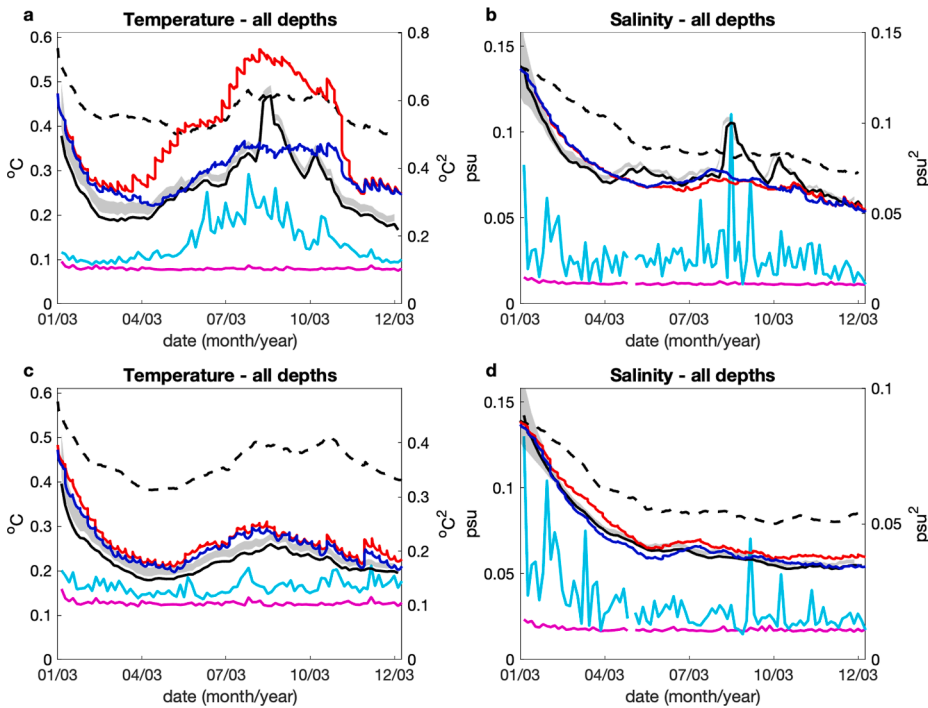 a Temperature - all depths
0.6
0.5
0.4
0.3
0.2
0.1
0
°C
0.8
0.6
0.4
0.2
0
°C²
01/03 04/03 07/03 10/03 12/03
date (month/year)
b Salinity - all depths
0.15
0.1
0.05
0
psu
0.15
0.1
0.05
0
psu²
01/03 04/03 07/03 10/03 12/03
date (month/year)
c Temperature - all depths
0.6
0.5
0.4
0.3
0.2
0.1
0
°C
0.4
0.3
0.2
0.1
0
°C²
01/03 04/03 07/03 10/03 12/03
date (month/year)
d Salinity - all depths
0.15
0.1
0.05
0
psu
0.1
0.05
0
psu²
01/03 04/03 07/03 10/03 12/03
date (month/year)